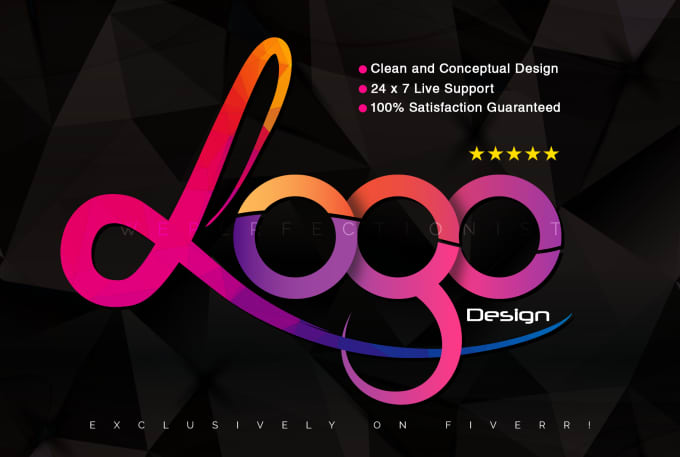 Clean and Conceptual Design
24 x 7 Live Support
100% Satisfaction Guaranteed
Logo
Design
EXCLUSIVELY ON FIVERR!